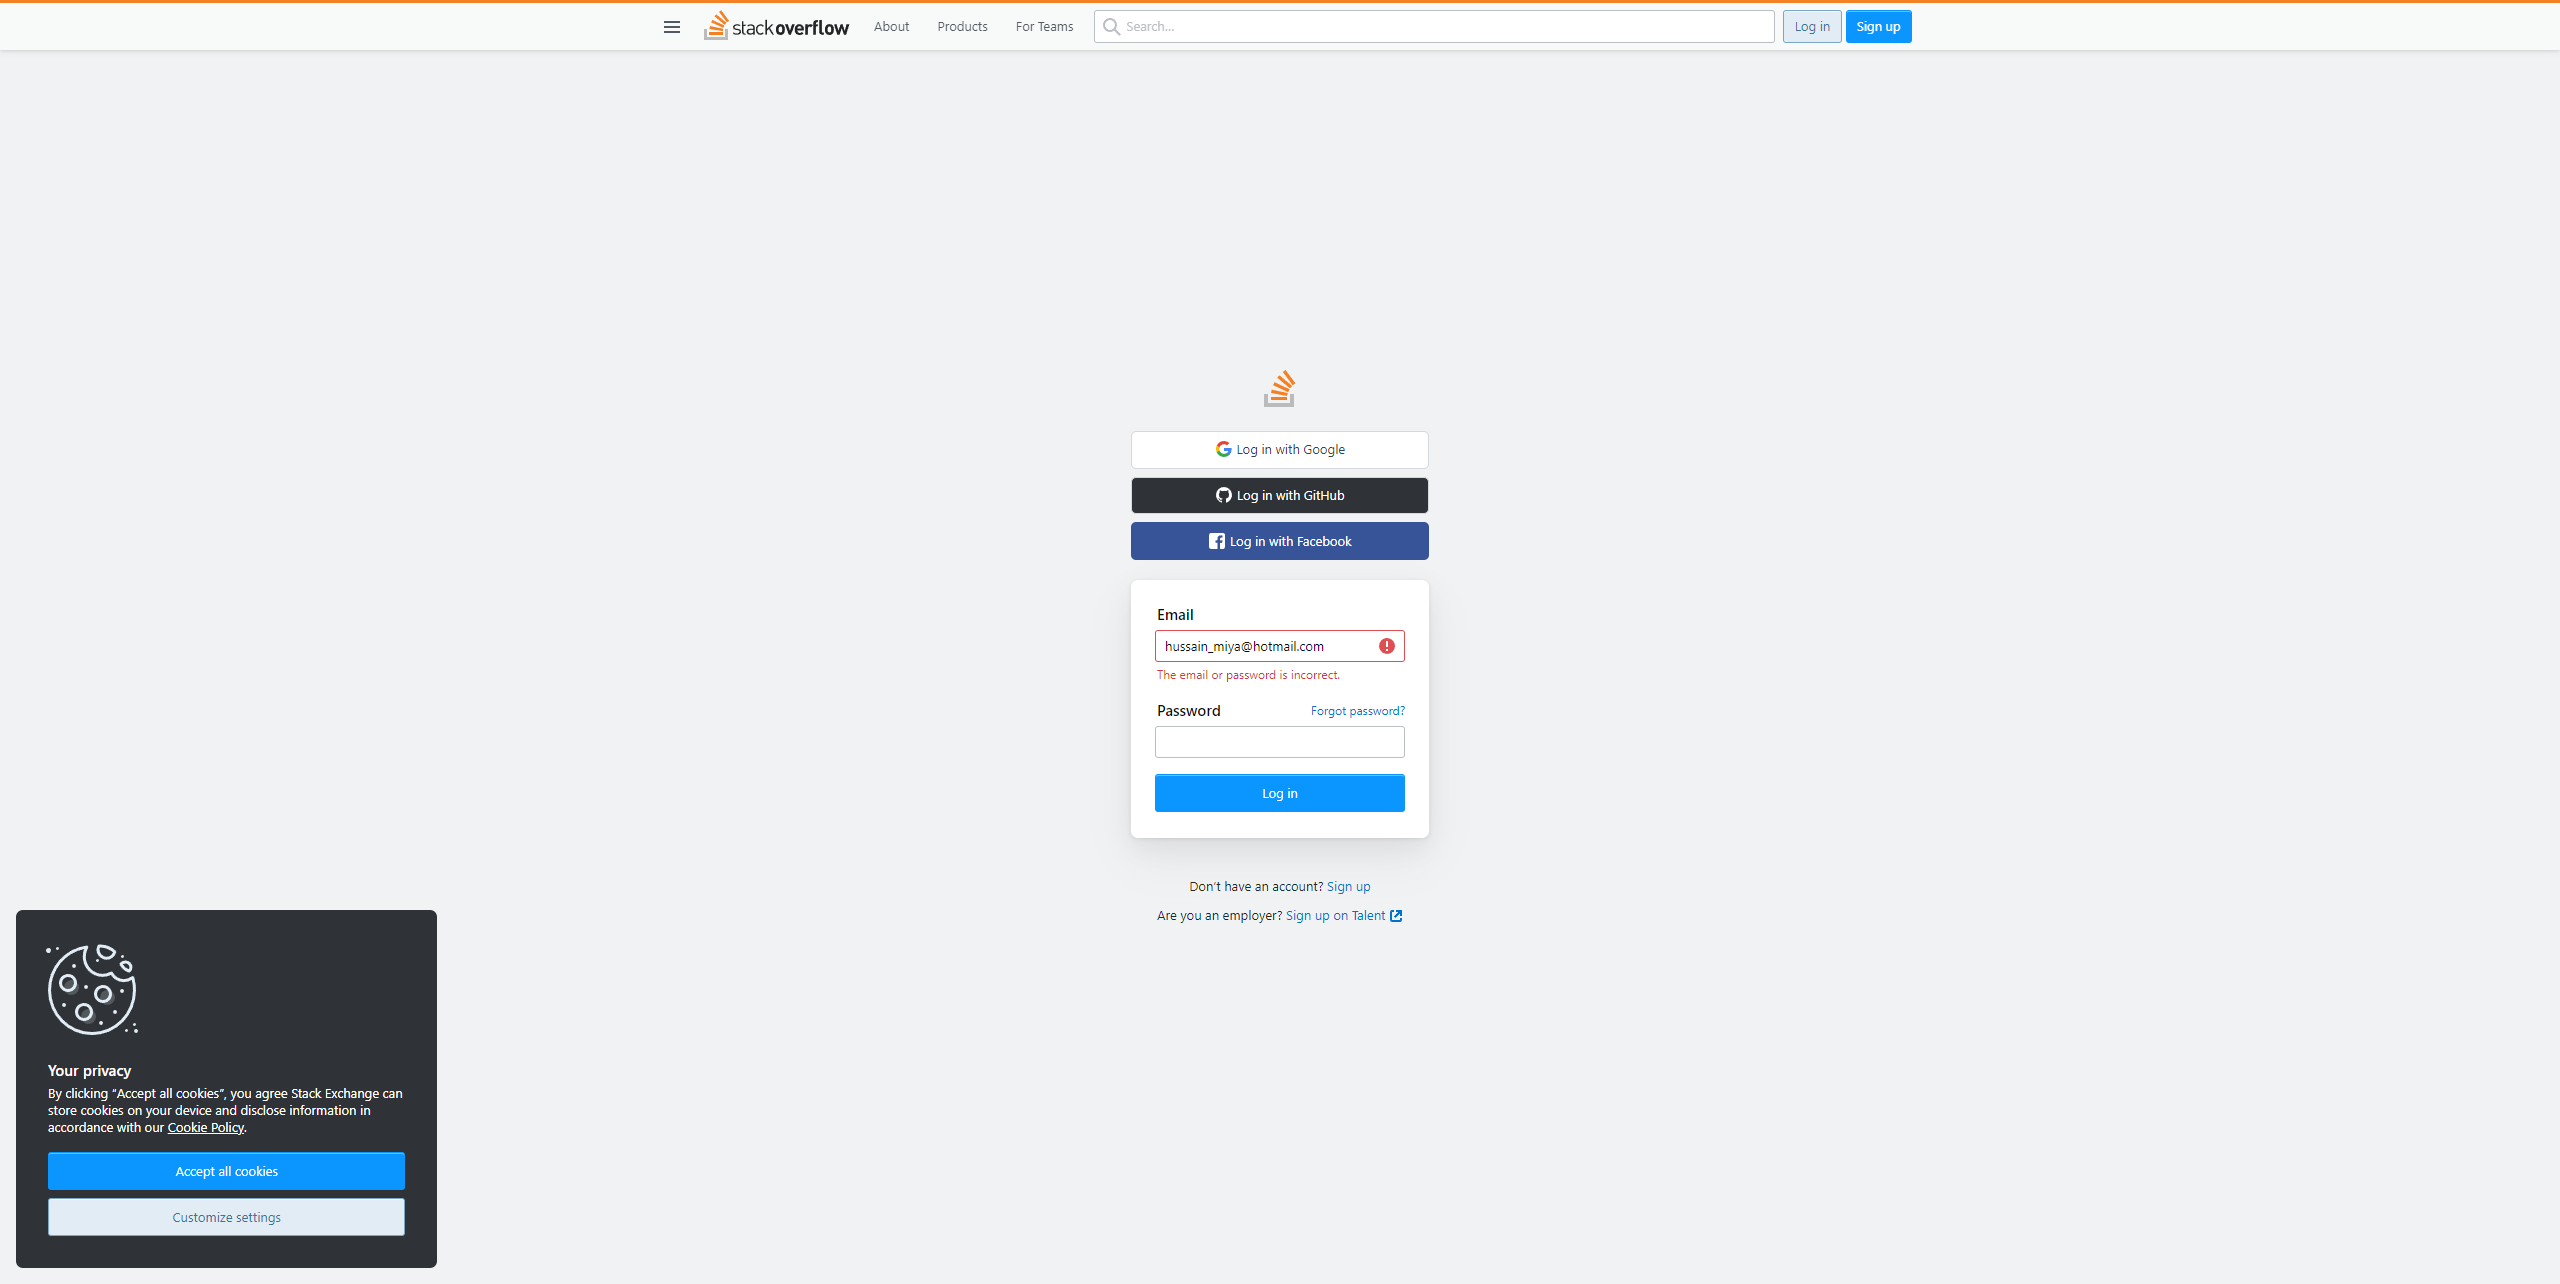 stackoverflow
About
Products
For Teams
Search...
Log in
Sign up
Log in with Google
Log in with GitHub
Log in with Facebook
Email
hussain_miya@hotmail.com
The email or password is incorrect.
Password
Forgot password?
Log in
Don’t have an account? Sign up
Are you an employer? Sign up on Talent
Your privacy
By clicking “Accept all cookies”, you agree Stack Exchange can
store cookies on your device and disclose information in
accordance with our Cookie Policy.
Accept all cookies
Customize settings